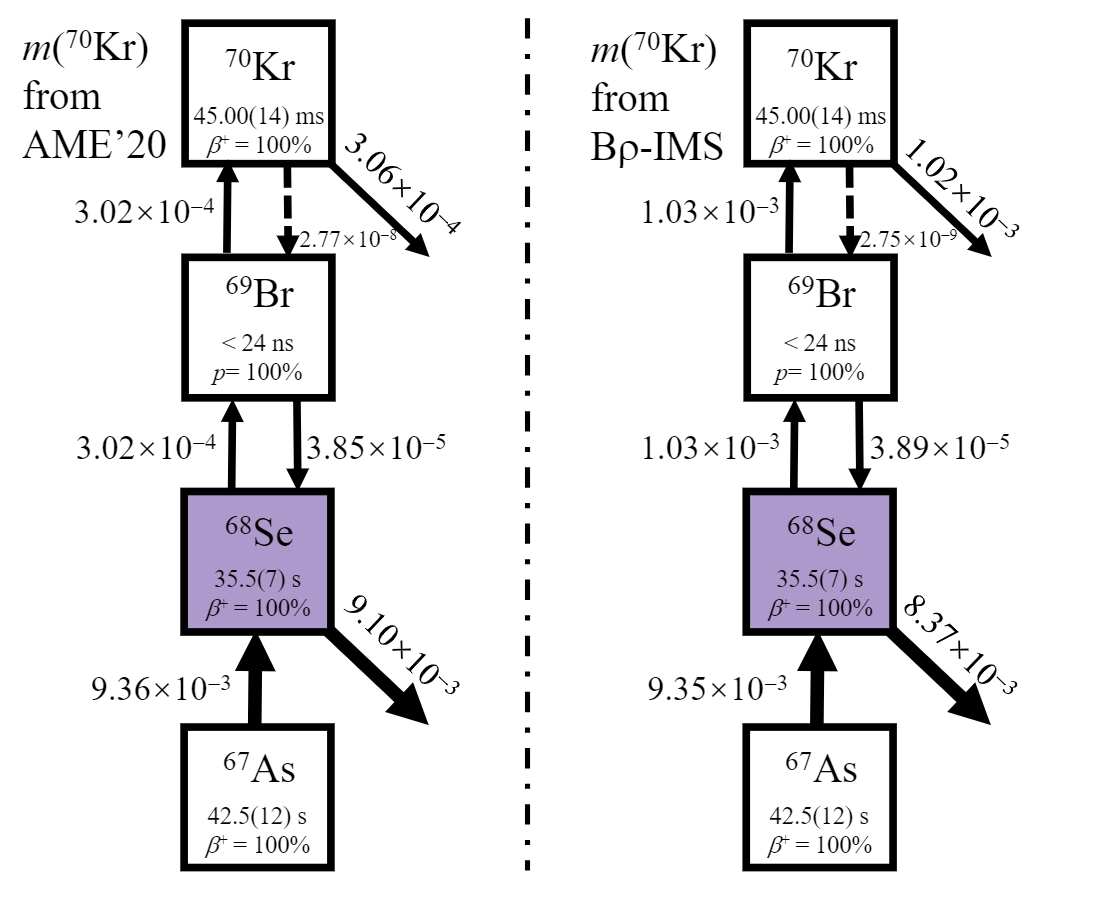 m(⁷⁰Kr)
from
AME’20
⁷⁰Kr
45.00(14) ms
β⁺ = 100%
3.06×10⁻⁴
3.02×10⁻⁴
2.77×10⁻⁸
⁶⁹Br
< 24 ns
p= 100%
3.02×10⁻⁴
3.85×10⁻⁵
⁶⁸Se
35.5(7) s
β⁺ = 100%
9.10×10⁻³
9.36×10⁻³
⁶⁷As
42.5(12) s
β⁺ = 100%
m(⁷⁰Kr)
from
Bρ-IMS
⁷⁰Kr
45.00(14) ms
β⁺ = 100%
1.02×10⁻³
1.03×10⁻³
2.75×10⁻⁹
⁶⁹Br
< 24 ns
p= 100%
1.03×10⁻³
3.89×10⁻⁵
⁶⁸Se
35.5(7) s
β⁺ = 100%
8.37×10⁻³
9.35×10⁻³
⁶⁷As
42.5(12) s
β⁺ = 100%